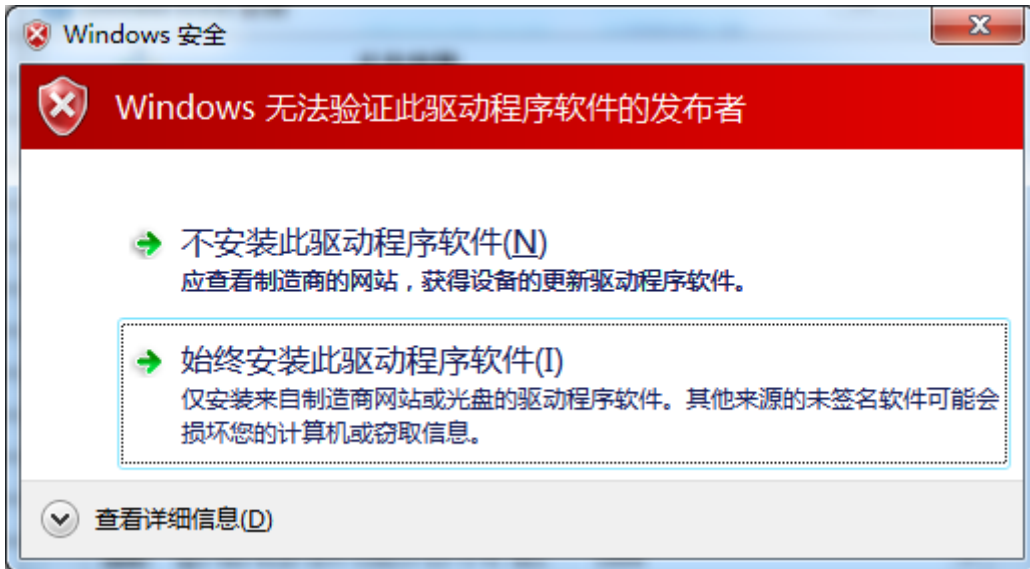 Windows 安全
Windows 无法验证此驱动程序软件的发布者
不安装此驱动程序软件(N)
应查看制造商的网站，获得设备的更新驱动程序软件。
始终安装此驱动程序软件(I)
仅安装来自制造商网站或光盘的驱动程序软件。其他来源的未签名软件可能会
损坏您的计算机或窃取信息。
查看详细信息(D)